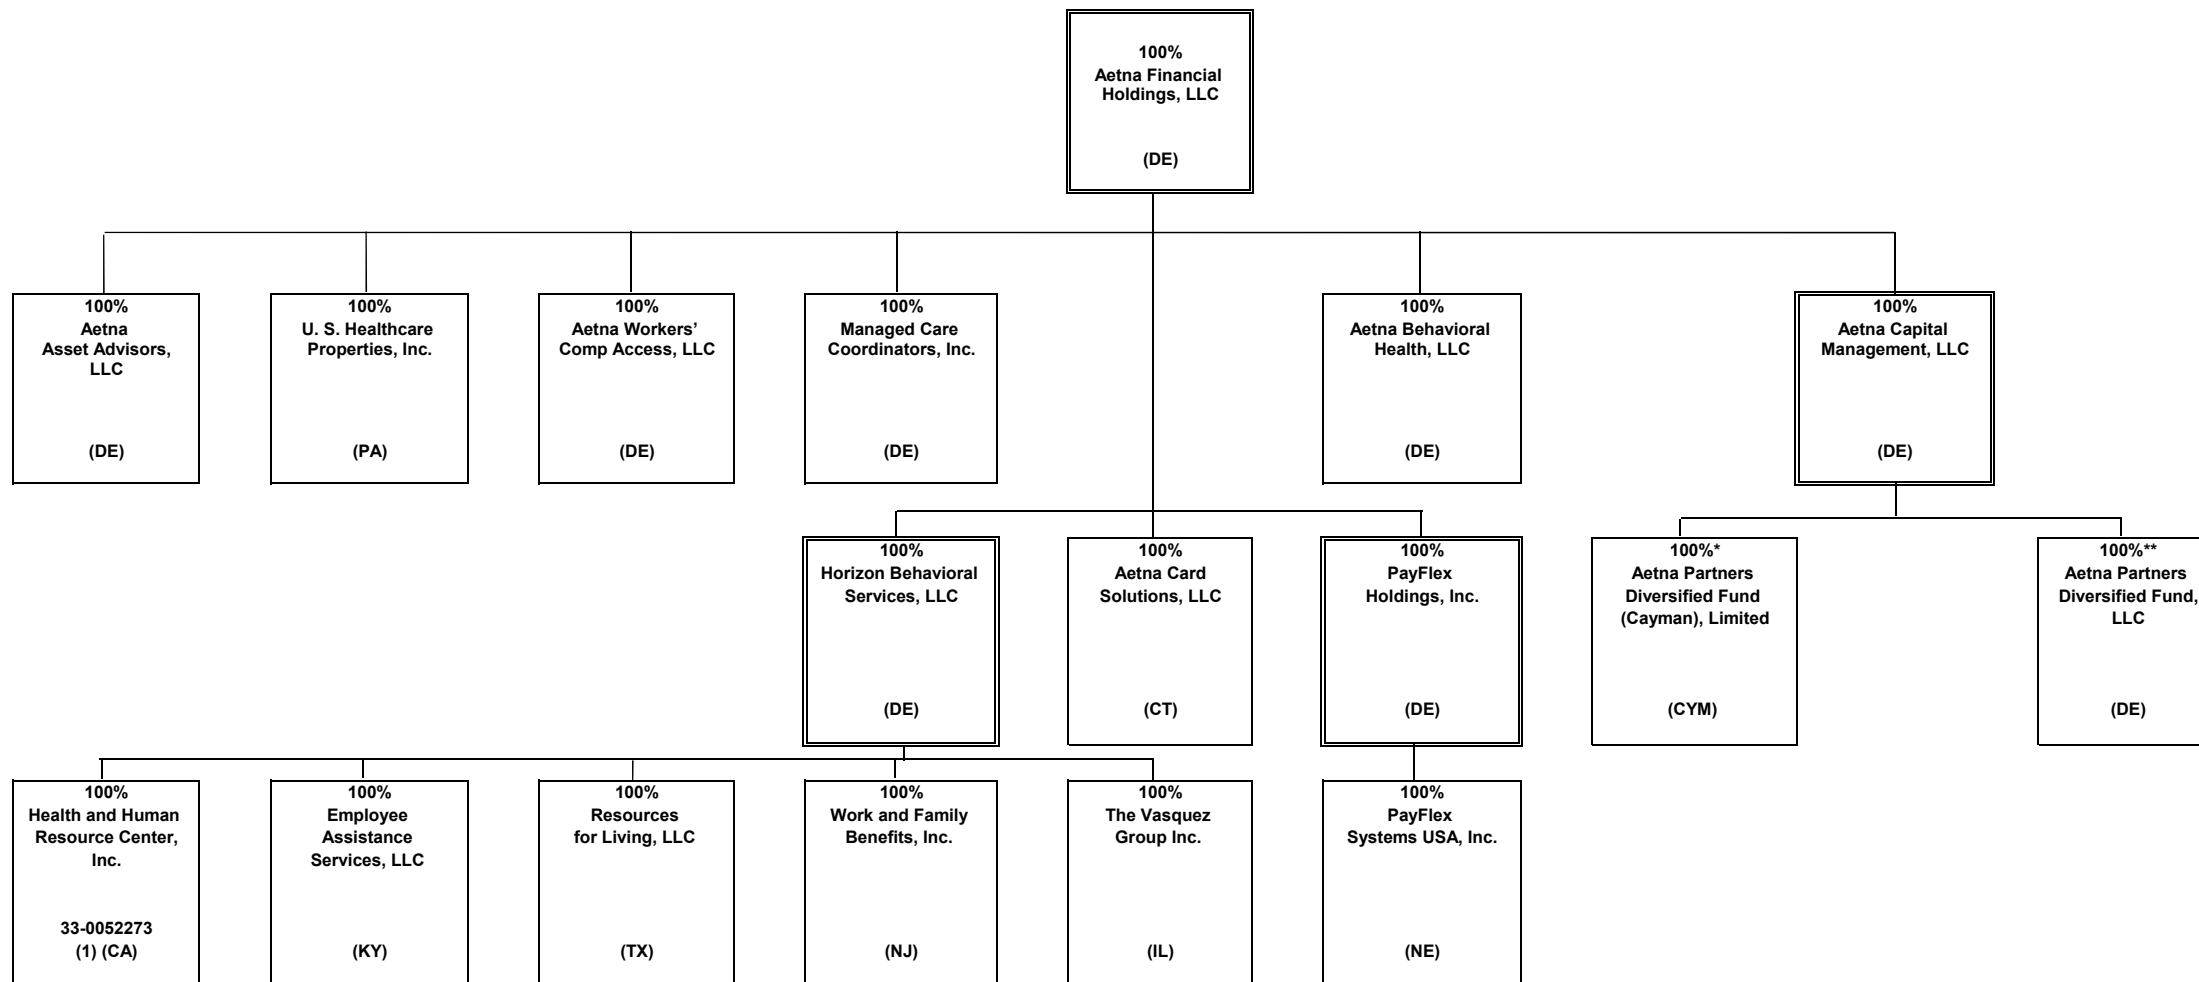 100%
Aetna Financial
Holdings, LLC
(DE)
100%
Aetna
Asset Advisors,
LLC
(DE)
100%
U. S. Healthcare
Properties, Inc.
(PA)
100%
Aetna Workers’
Comp Access, LLC
(DE)
100%
Managed Care
Coordinators, Inc.
(DE)
100%
Aetna Behavioral
Health, LLC
(DE)
100%
Aetna Capital
Management, LLC
(DE)
100%
Horizon Behavioral
Services, LLC
(DE)
100%
Aetna Card
Solutions, LLC
(CT)
100%
PayFlex
Holdings, Inc.
(DE)
100%*
Aetna Partners
Diversified Fund
(Cayman), Limited
(CYM)
100%**
Aetna Partners
Diversified Fund,
LLC
(DE)
100%
Health and Human
Resource Center,
Inc.
33-0052273
(1) (CA)
100%
Employee
Assistance
Services, LLC
(KY)
100%
Resources
for Living, LLC
(TX)
100%
Work and Family
Benefits, Inc.
(NJ)
100%
The Vasquez
Group Inc.
(IL)
100%
PayFlex
Systems USA, Inc.
(NE)